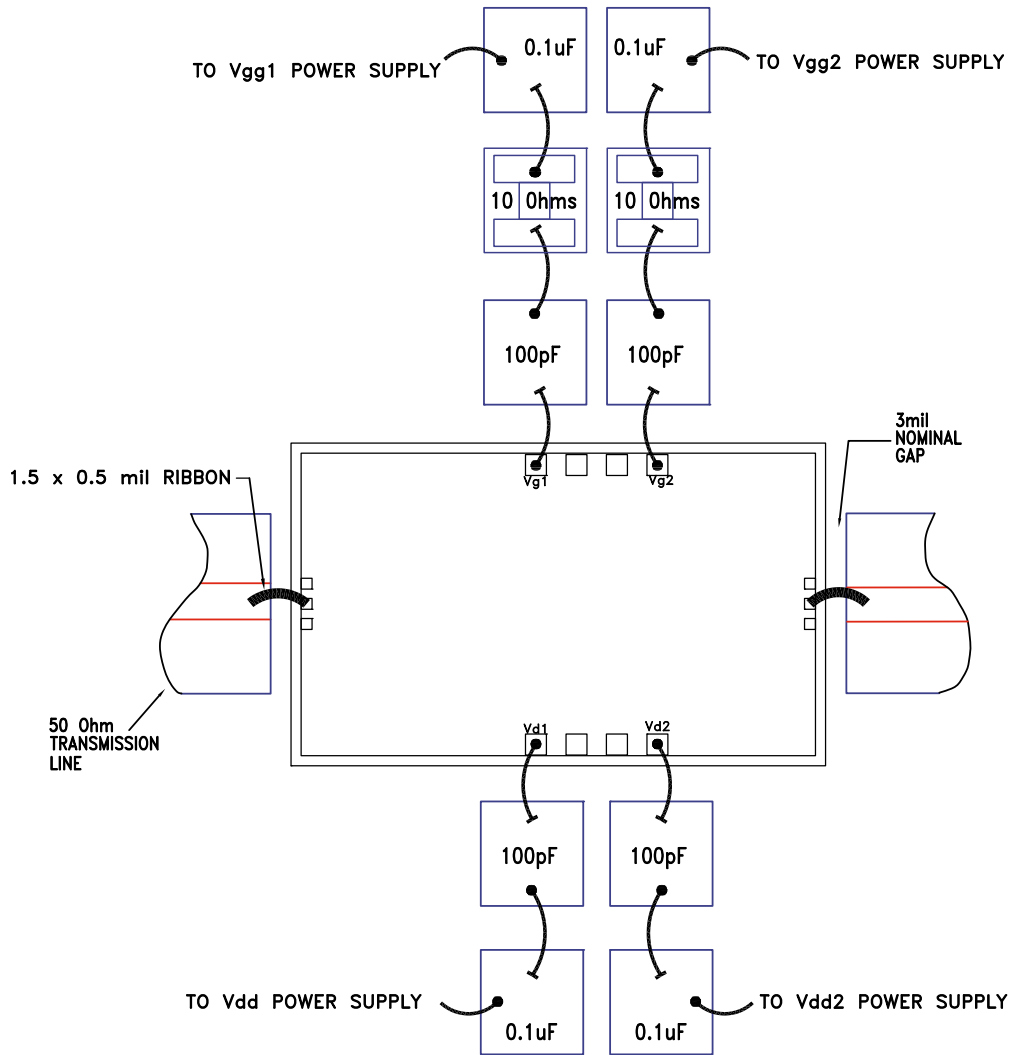 0.1uF
0.1uF
TO Vgg1 POWER SUPPLY
TO Vgg2 POWER SUPPLY
10 Ohms
10 Ohms
100pF
100pF
3mil
NOMINAL
GAP
1.5 x 0.5 mil RIBBON
Vg1
Vg2
50 Ohm
TRANSMISSION
LINE
Vd1
Vd2
100pF
100pF
TO Vdd POWER SUPPLY
TO Vdd2 POWER SUPPLY
0.1uF
0.1uF